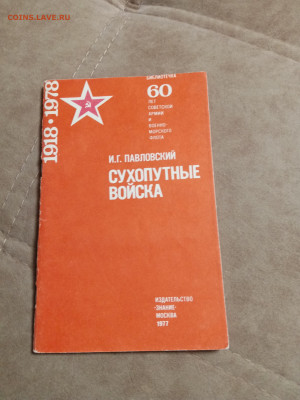 COINS.LAVE.RU
БИБЛИОТЕЧКА
60
ЛЕТ
СОВЕТСКОЙ
АРМИИ
И
ВОЕННО-
МОРСКОГО
ФЛОТА
1918 · 1978
И.Г. ПАВЛОВСКИЙ
СУХОПУТНЫЕ
ВОЙСКА
ИЗДАТЕЛЬСТВО
«ЗНАНИЕ»
МОСКВА
1977